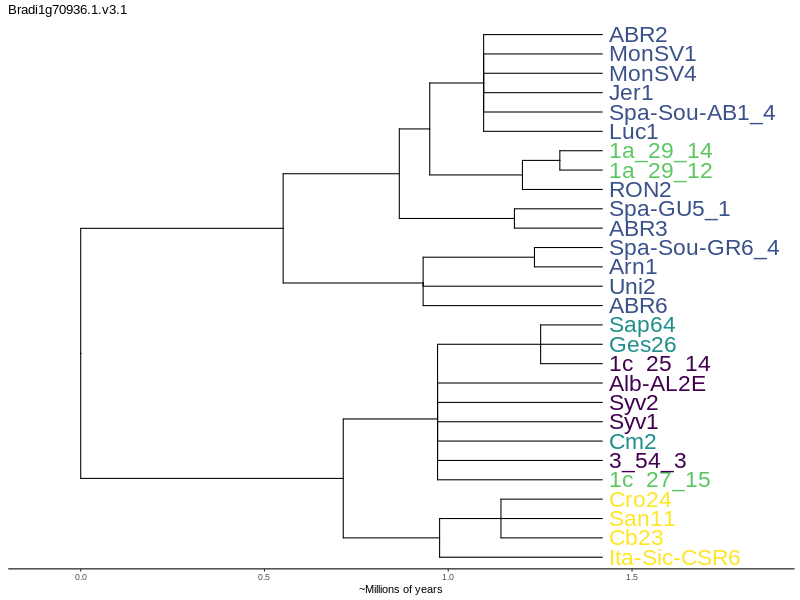 Bradi1g70936.1.v3.1
ABR2
MonSV1
MonSV4
Jer1
Spa-Sou-AB1_4
Luc1
1a_29_14
1a_29_12
RON2
Spa-GU5_1
ABR3
Spa-Sou-GR6_4
Arn1
Uni2
ABR6
Sap64
Ges26
1c_25_14
Alb-AL2E
Syv2
Syv1
Cm2
3_54_3
1c_27_15
Cro24
San11
Cb23
Ita-Sic-CSR6
0.0 0.5 1.0 1.5
~Millions of years